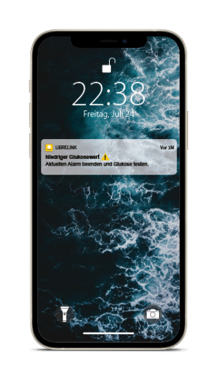 22:38
Freitag, Juli 24
LIBRELINK
Vor 1M
Niedriger Glukosewert
Aktuellen Alarm beenden und Glukose testen.